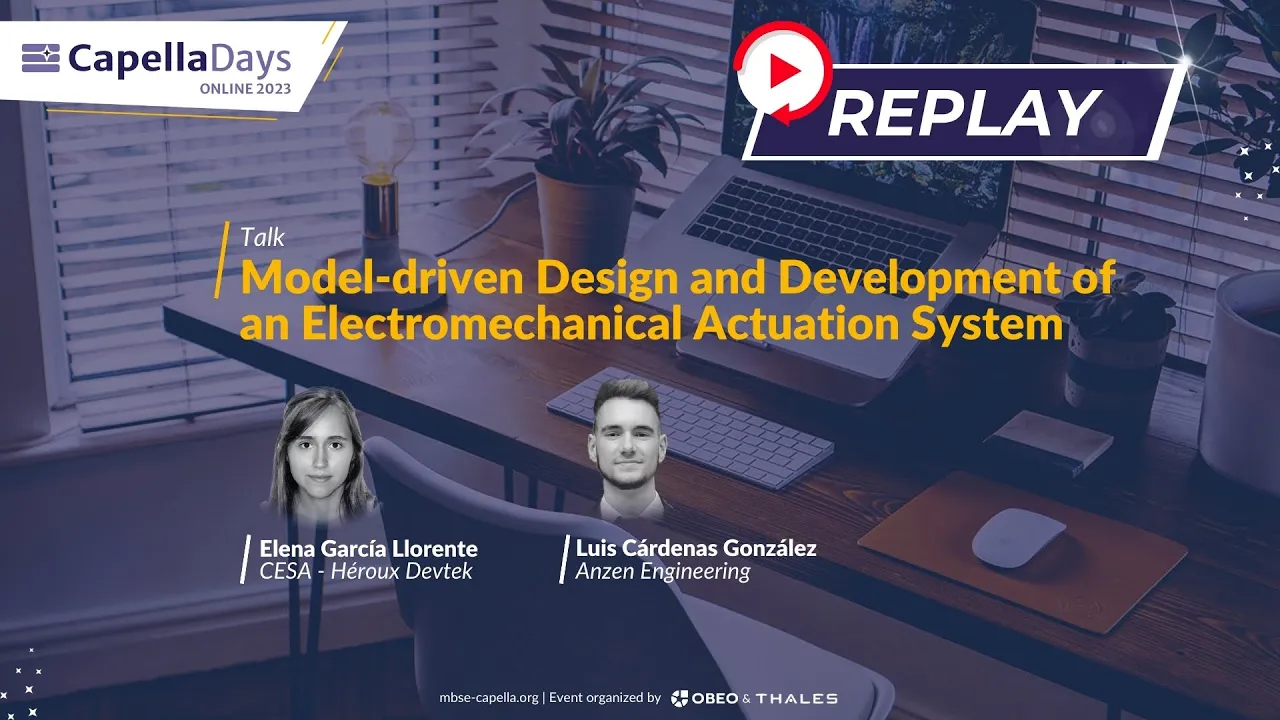 CapellaDays
ONLINE 2023
REPLAY
Talk
Model-driven Design and Development of
an Electromechanical Actuation System
Elena García Llorente
CESA - Héroux Devtek
Luis Cárdenas González
Anzen Engineering
mbse-capella.org | Event organized by OBEO & THALES